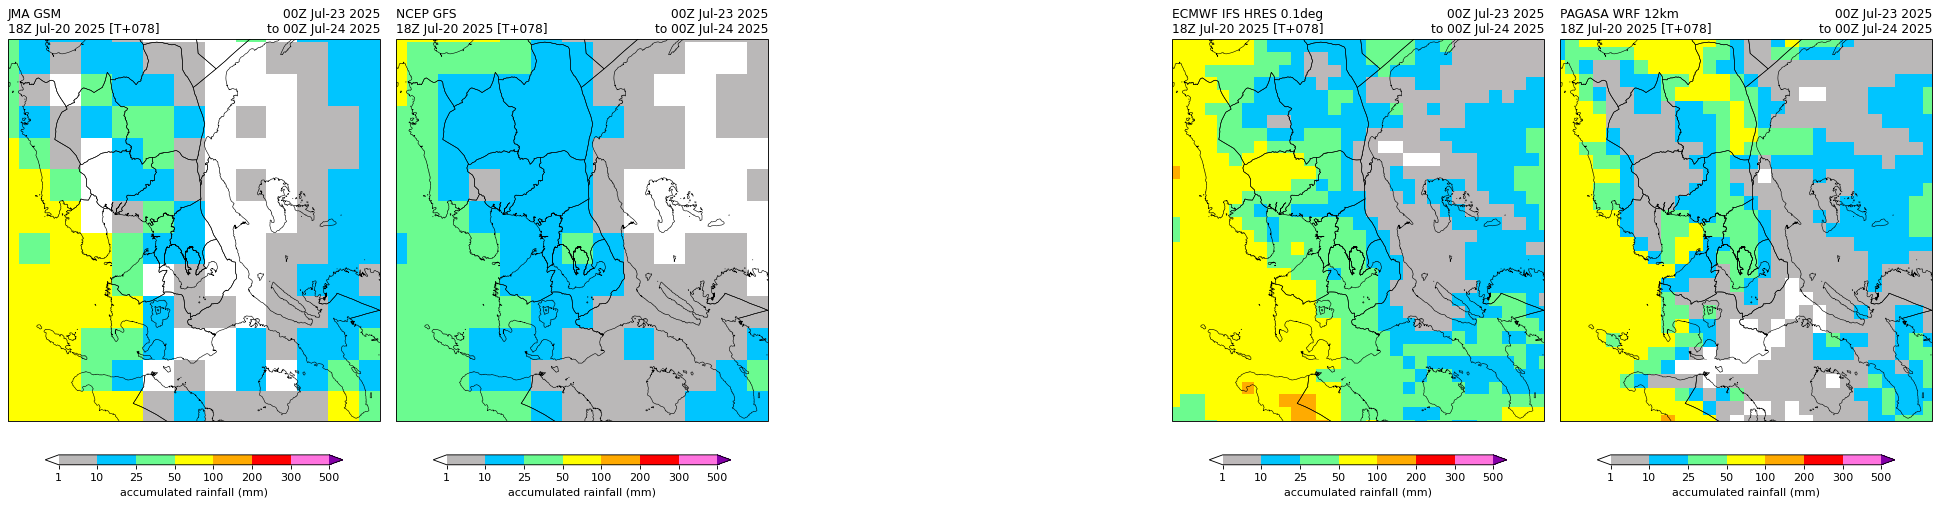 JMA GSM 00Z Jul-23 2025
18Z Jul-20 2025 [T+078] to 00Z Jul-24 2025
NCEP GFS 00Z Jul-23 2025
18Z Jul-20 2025 [T+078] to 00Z Jul-24 2025
ECMWF IFS HRES 0.1deg 00Z Jul-23 2025
18Z Jul-20 2025 [T+078] to 00Z Jul-24 2025
PAGASA WRF 12km 00Z Jul-23 2025
18Z Jul-20 2025 [T+078] to 00Z Jul-24 2025
1 10 25 50 100 200 300 500
accumulated rainfall (mm)
1 10 25 50 100 200 300 500
accumulated rainfall (mm)
1 10 25 50 100 200 300 500
accumulated rainfall (mm)
1 10 25 50 100 200 300 500
accumulated rainfall (mm)